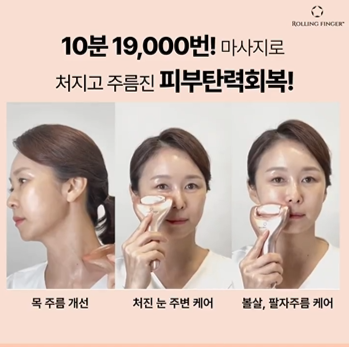 ROLLING FINGER
10분 19,000번! 마사지로
처지고 주름진 피부탄력회복!
목 주름 개선
처진 눈 주변 케어
볼살, 팔자주름 케어